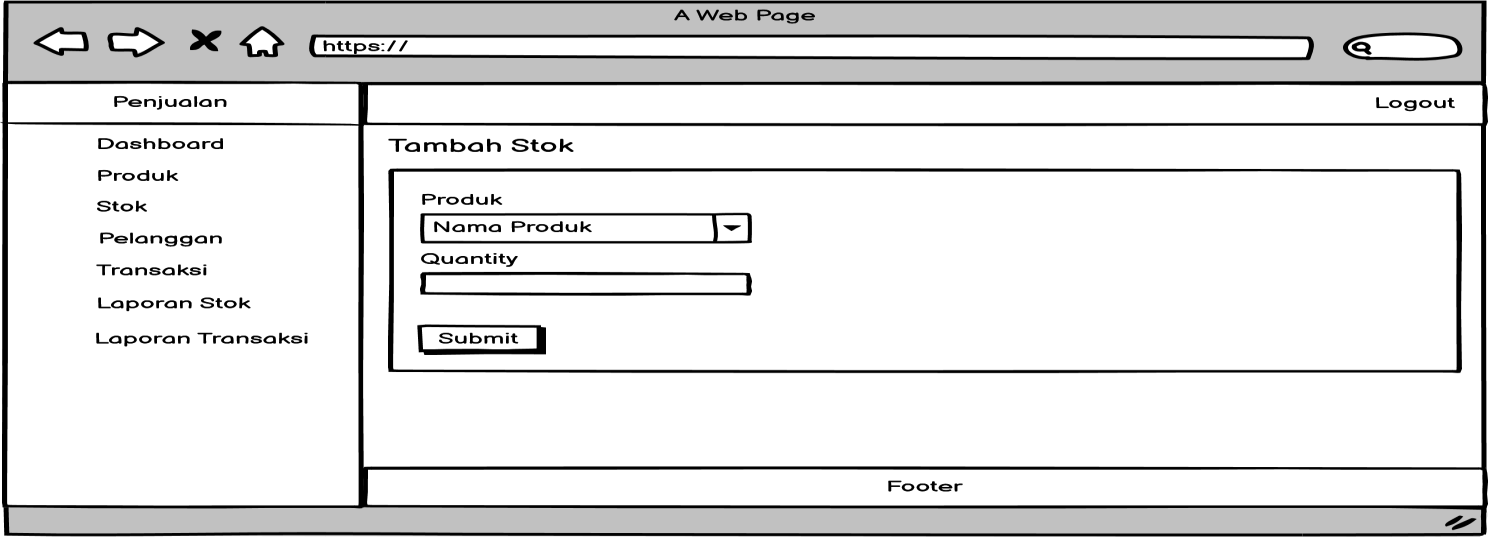 A Web Page
https://
Penjualan
Logout
Dashboard
Produk
Stok
Pelanggan
Transaksi
Laporan Stok
Laporan Transaksi
Tambah Stok
Produk
Nama Produk
Quantity
Submit
Footer